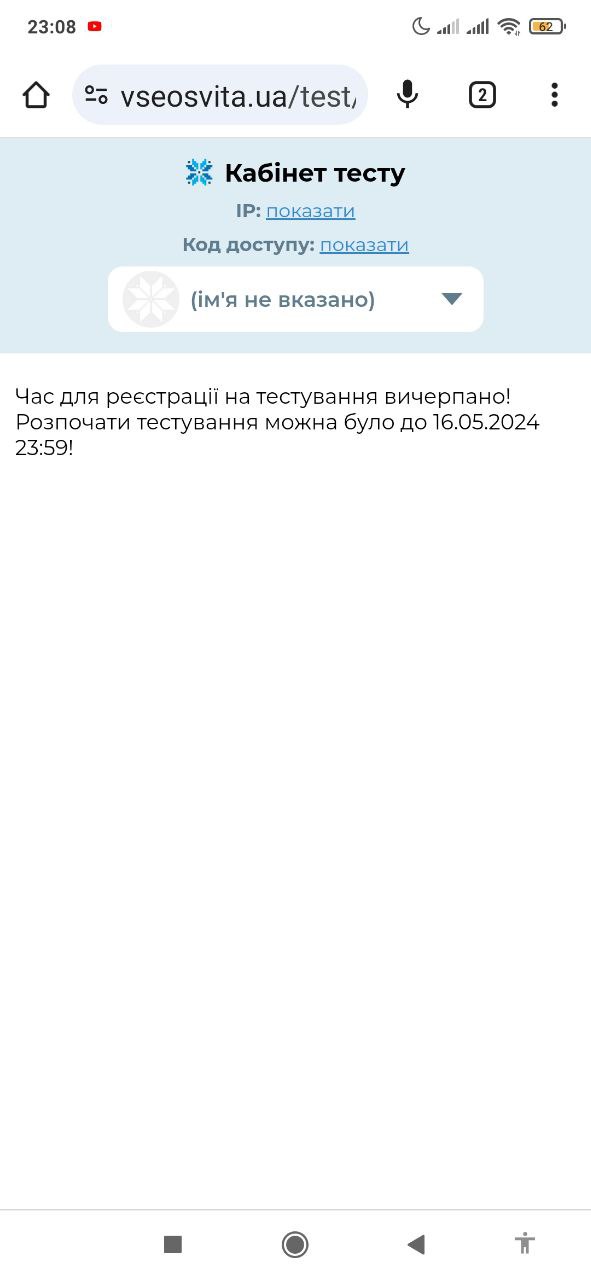 23:08
62
vseosvita.ua/test/
2
Кабінет тесту
IP: показати
Код доступу: показати
(ім'я не вказано)
Час для реєстрації на тестування вичерпано!
Розпочати тестування можна було до 16.05.2024
23:59!